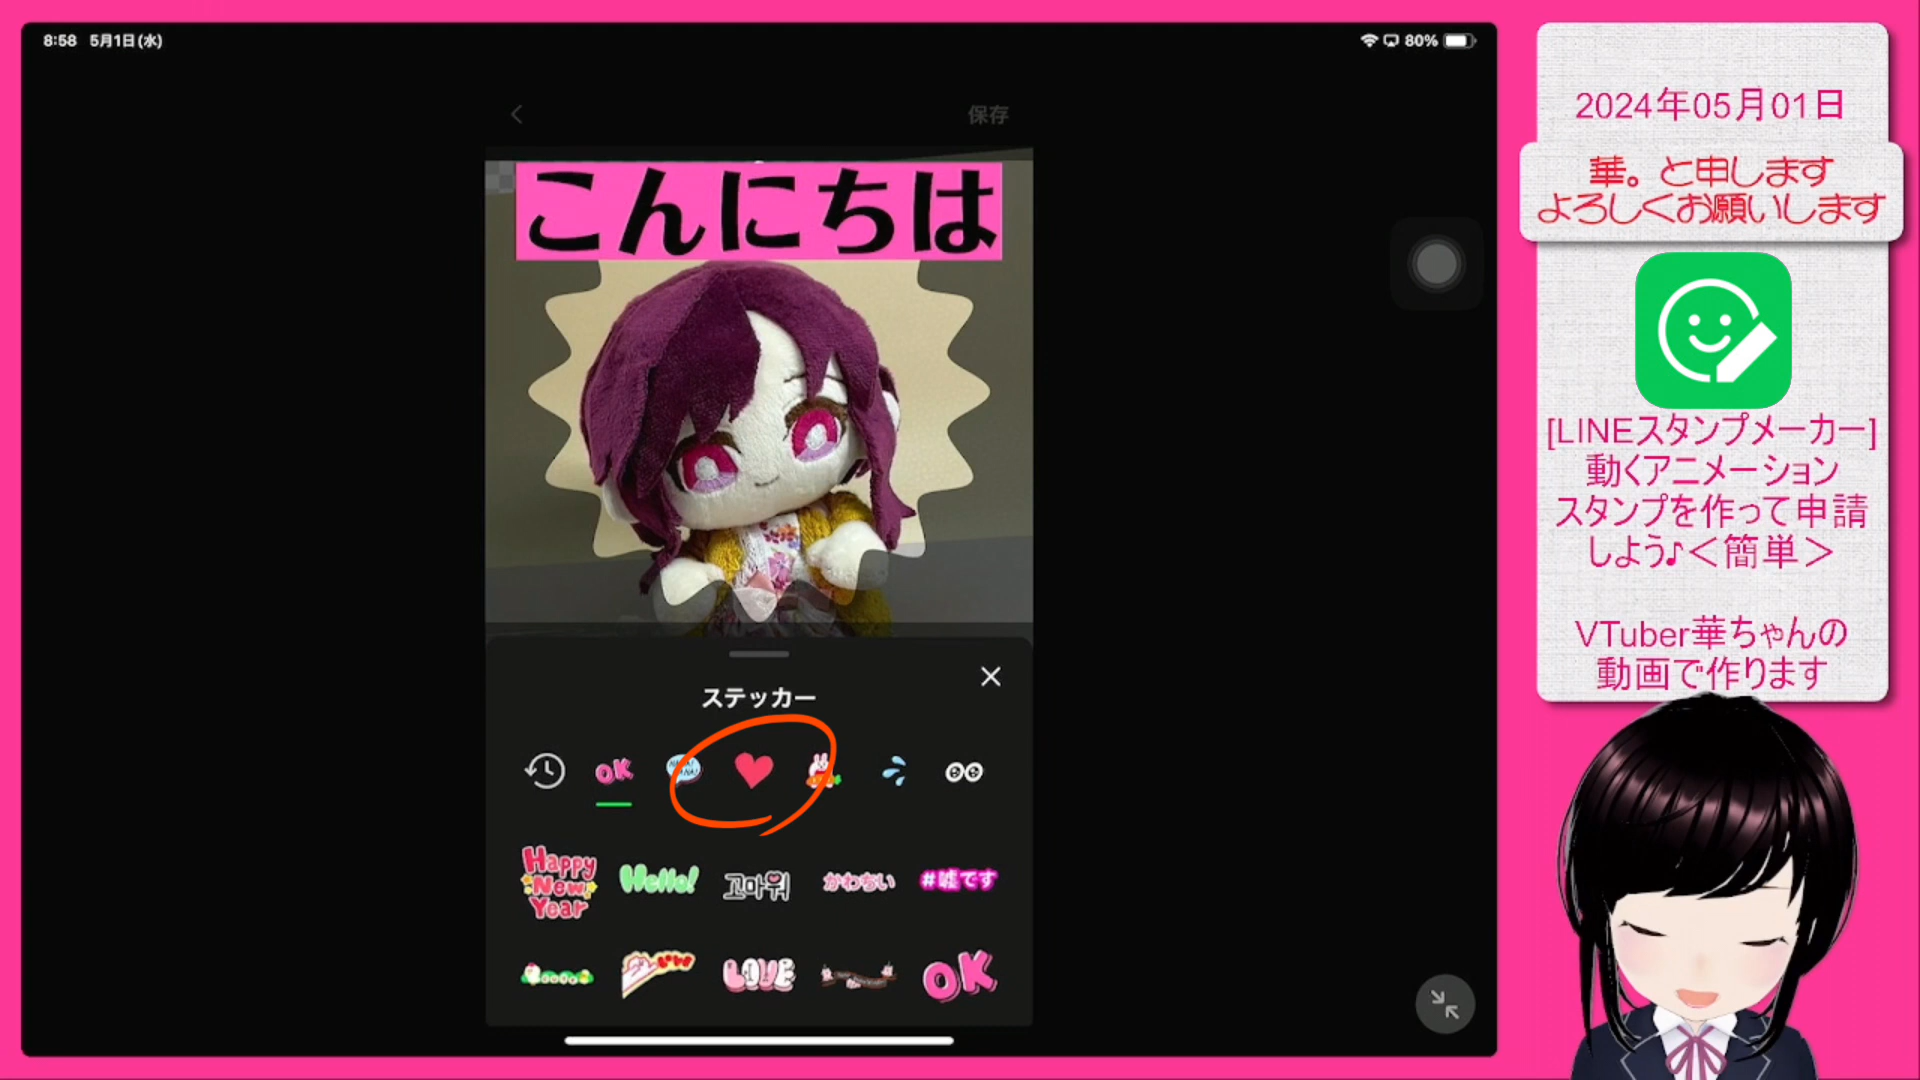 8:58 5月1日(水)
80%
保存
こんにちは
ステッカー
OK
Happy
New
Year
Hello!
고마워
かわちい
#嘘です
LOVE
OK
2024年05月01日
華。と申します
よろしくお願いします
[LINEスタンプメーカー]
動くアニメーション
スタンプを作って申請
しよう♪＜簡単＞
VTuber華ちゃんの
動画で作ります